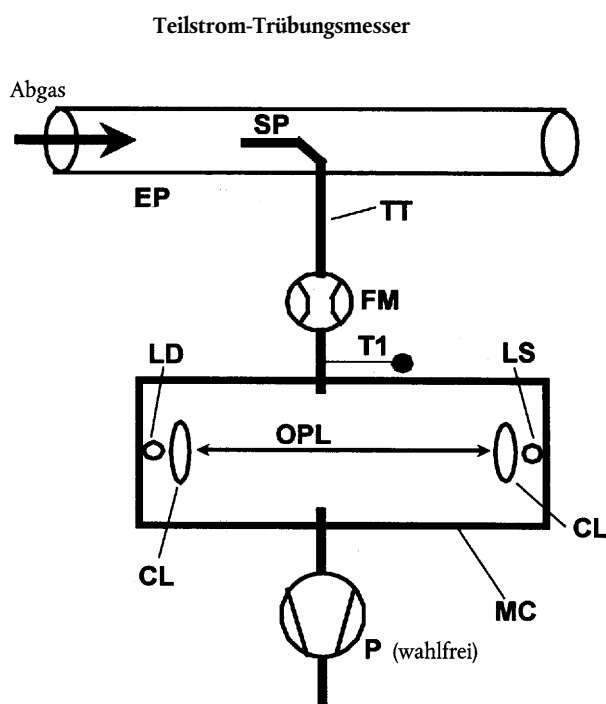 Teilstrom-Trübungsmesser
Abgas
SP
EP
TT
FM
T1
LD
LS
OPL
CL
CL
MC
P (wahlfrei)